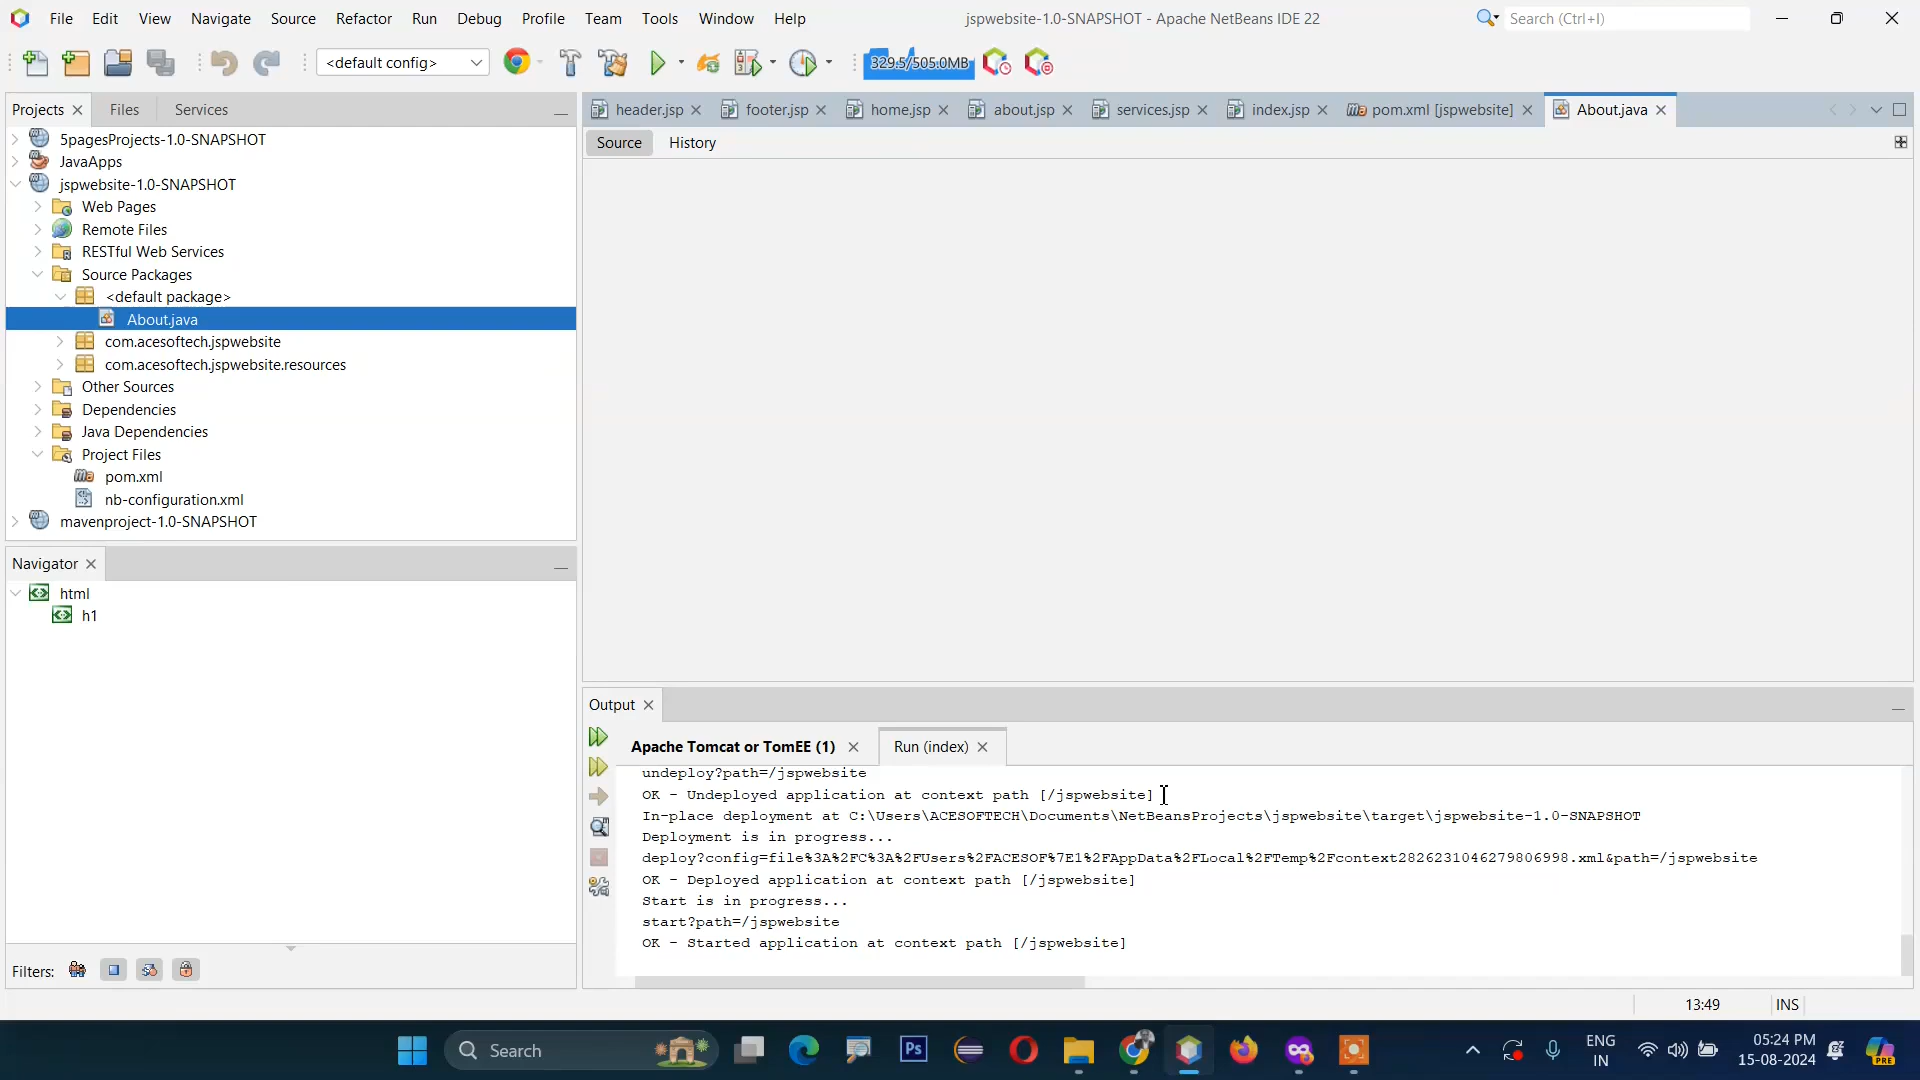 File Edit View Navigate Source Refactor Run Debug Profile Team Tools Window Help
jspwebsite-1.0-SNAPSHOT - Apache NetBeans IDE 22
Search (Ctrl+I)
<default config>
329.5/505.0MB
Projects
Files
Services
5pagesProjects-1.0-SNAPSHOT
JavaApps
jspwebsite-1.0-SNAPSHOT
Web Pages
Remote Files
RESTful Web Services
Source Packages
<default package>
About.java
com.acesoftech.jspwebsite
com.acesoftech.jspwebsite.resources
Other Sources
Dependencies
Java Dependencies
Project Files
pom.xml
nb-configuration.xml
mavenproject-1.0-SNAPSHOT
Navigator
html
h1
Filters:
header.jsp footer.jsp home.jsp about.jsp services.jsp index.jsp pom.xml [jspwebsite] About.java
Source History
Output
Apache Tomcat or TomEE (1) Run (index)
undeploy?path=/jspwebsite
OK - Undeployed application at context path [/jspwebsite]
In-place deployment at C:\Users\ACESOFTECH\Documents\NetBeansProjects\jspwebsite\target\jspwebsite-1.0-SNAPSHOT
Deployment is in progress...
deploy?config=file%3A%2FC%3A%2FUsers%2FACESOF%7E1%2FAppData%2FLocal%2FTemp%2Fcontext2826231046279806998.xml&path=/jspwebsite
OK - Deployed application at context path [/jspwebsite]
Start is in progress...
start?path=/jspwebsite
OK - Started application at context path [/jspwebsite]
13:49 INS
Search
Ps
ENG
IN
05:24 PM
15-08-2024
PRE